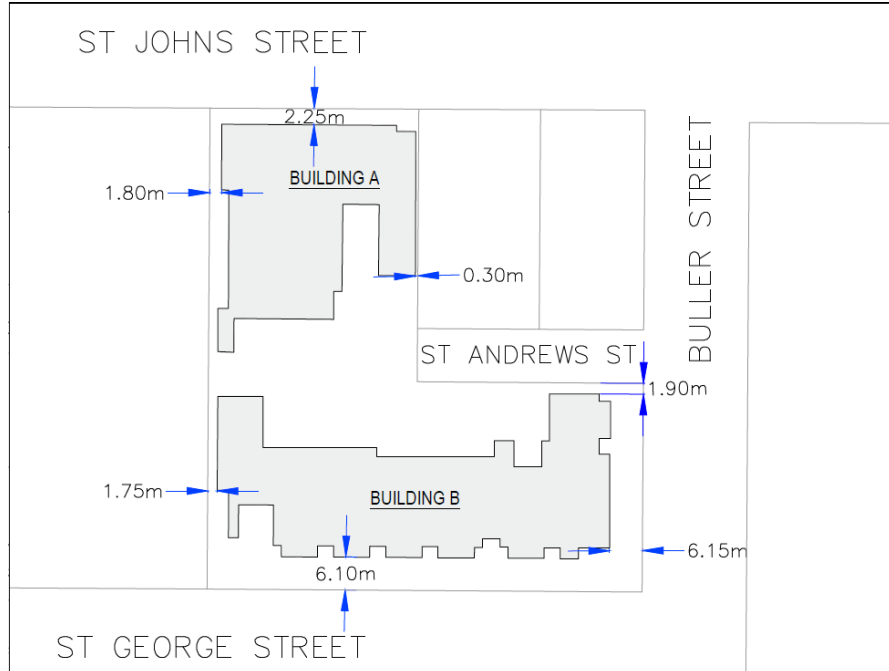 ST JOHNS STREET
2.25m
BUILDING A
1.80m
BULLER STREET
0.30m
ST ANDREWS ST
1.90m
1.75m
BUILDING B
6.15m
6.10m
ST GEORGE STREET